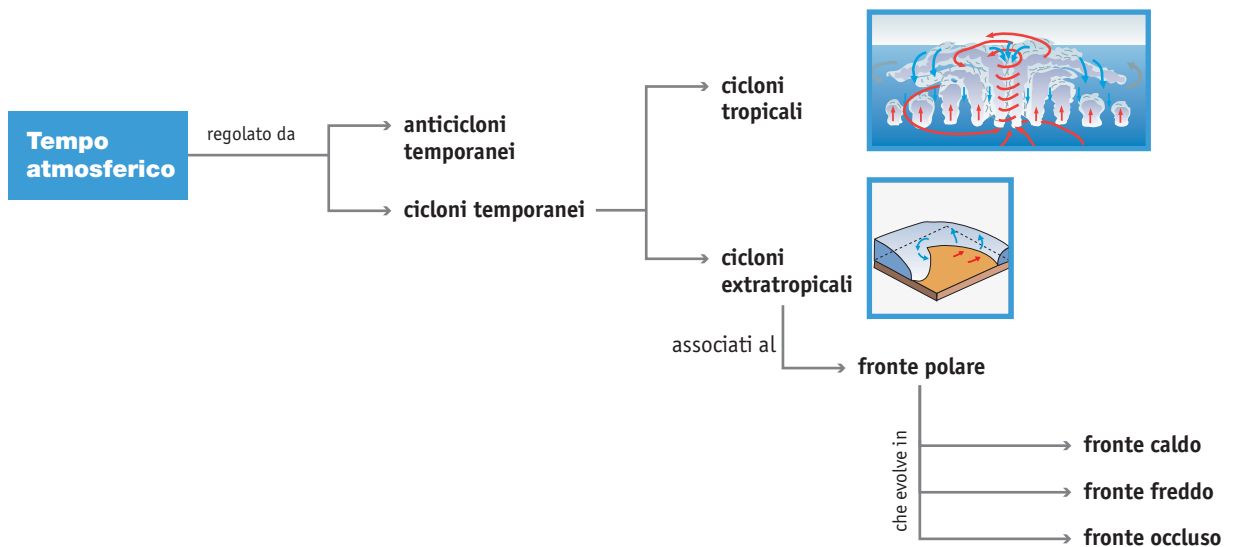 Tempo
atmosferico
regolato da
anticicloni
temporanei
cicloni temporanei
cicloni
tropicali
cicloni
extratropicali
associati al
fronte polare
che evolve in
fronte caldo
fronte freddo
fronte occluso